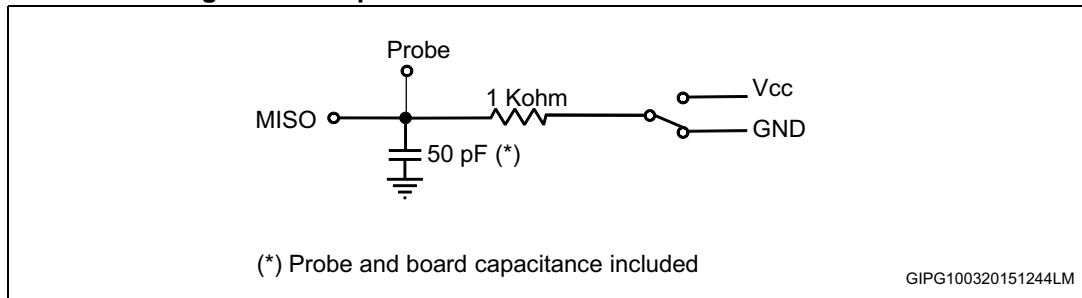 Probe
1 Kohm
Vcc
MISO
GND
50 pF (*)
(*) Probe and board capacitance included
GIPG100320151244LM